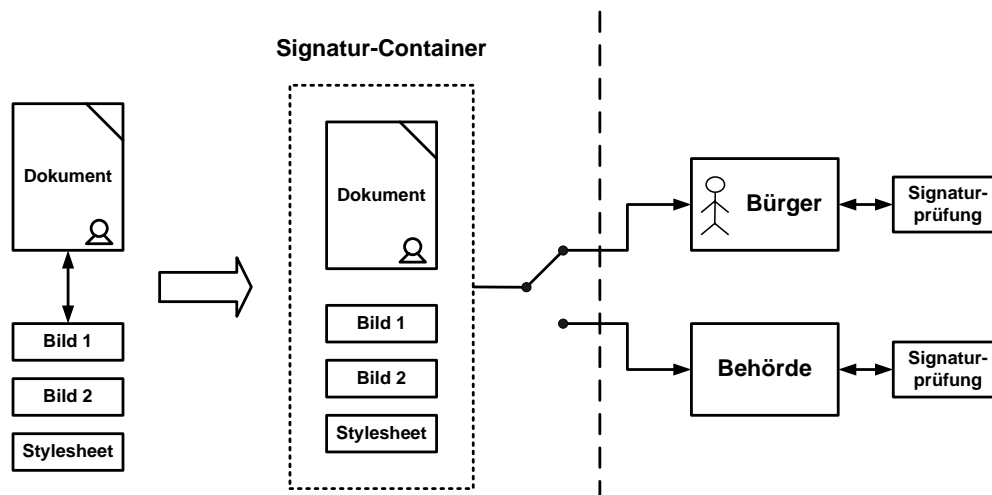 Signatur-Container
Dokument
Bild 1
Bild 2
Stylesheet
Dokument
Bild 1
Bild 2
Stylesheet
Bürger
Signatur-
prüfung
Behörde
Signatur-
prüfung